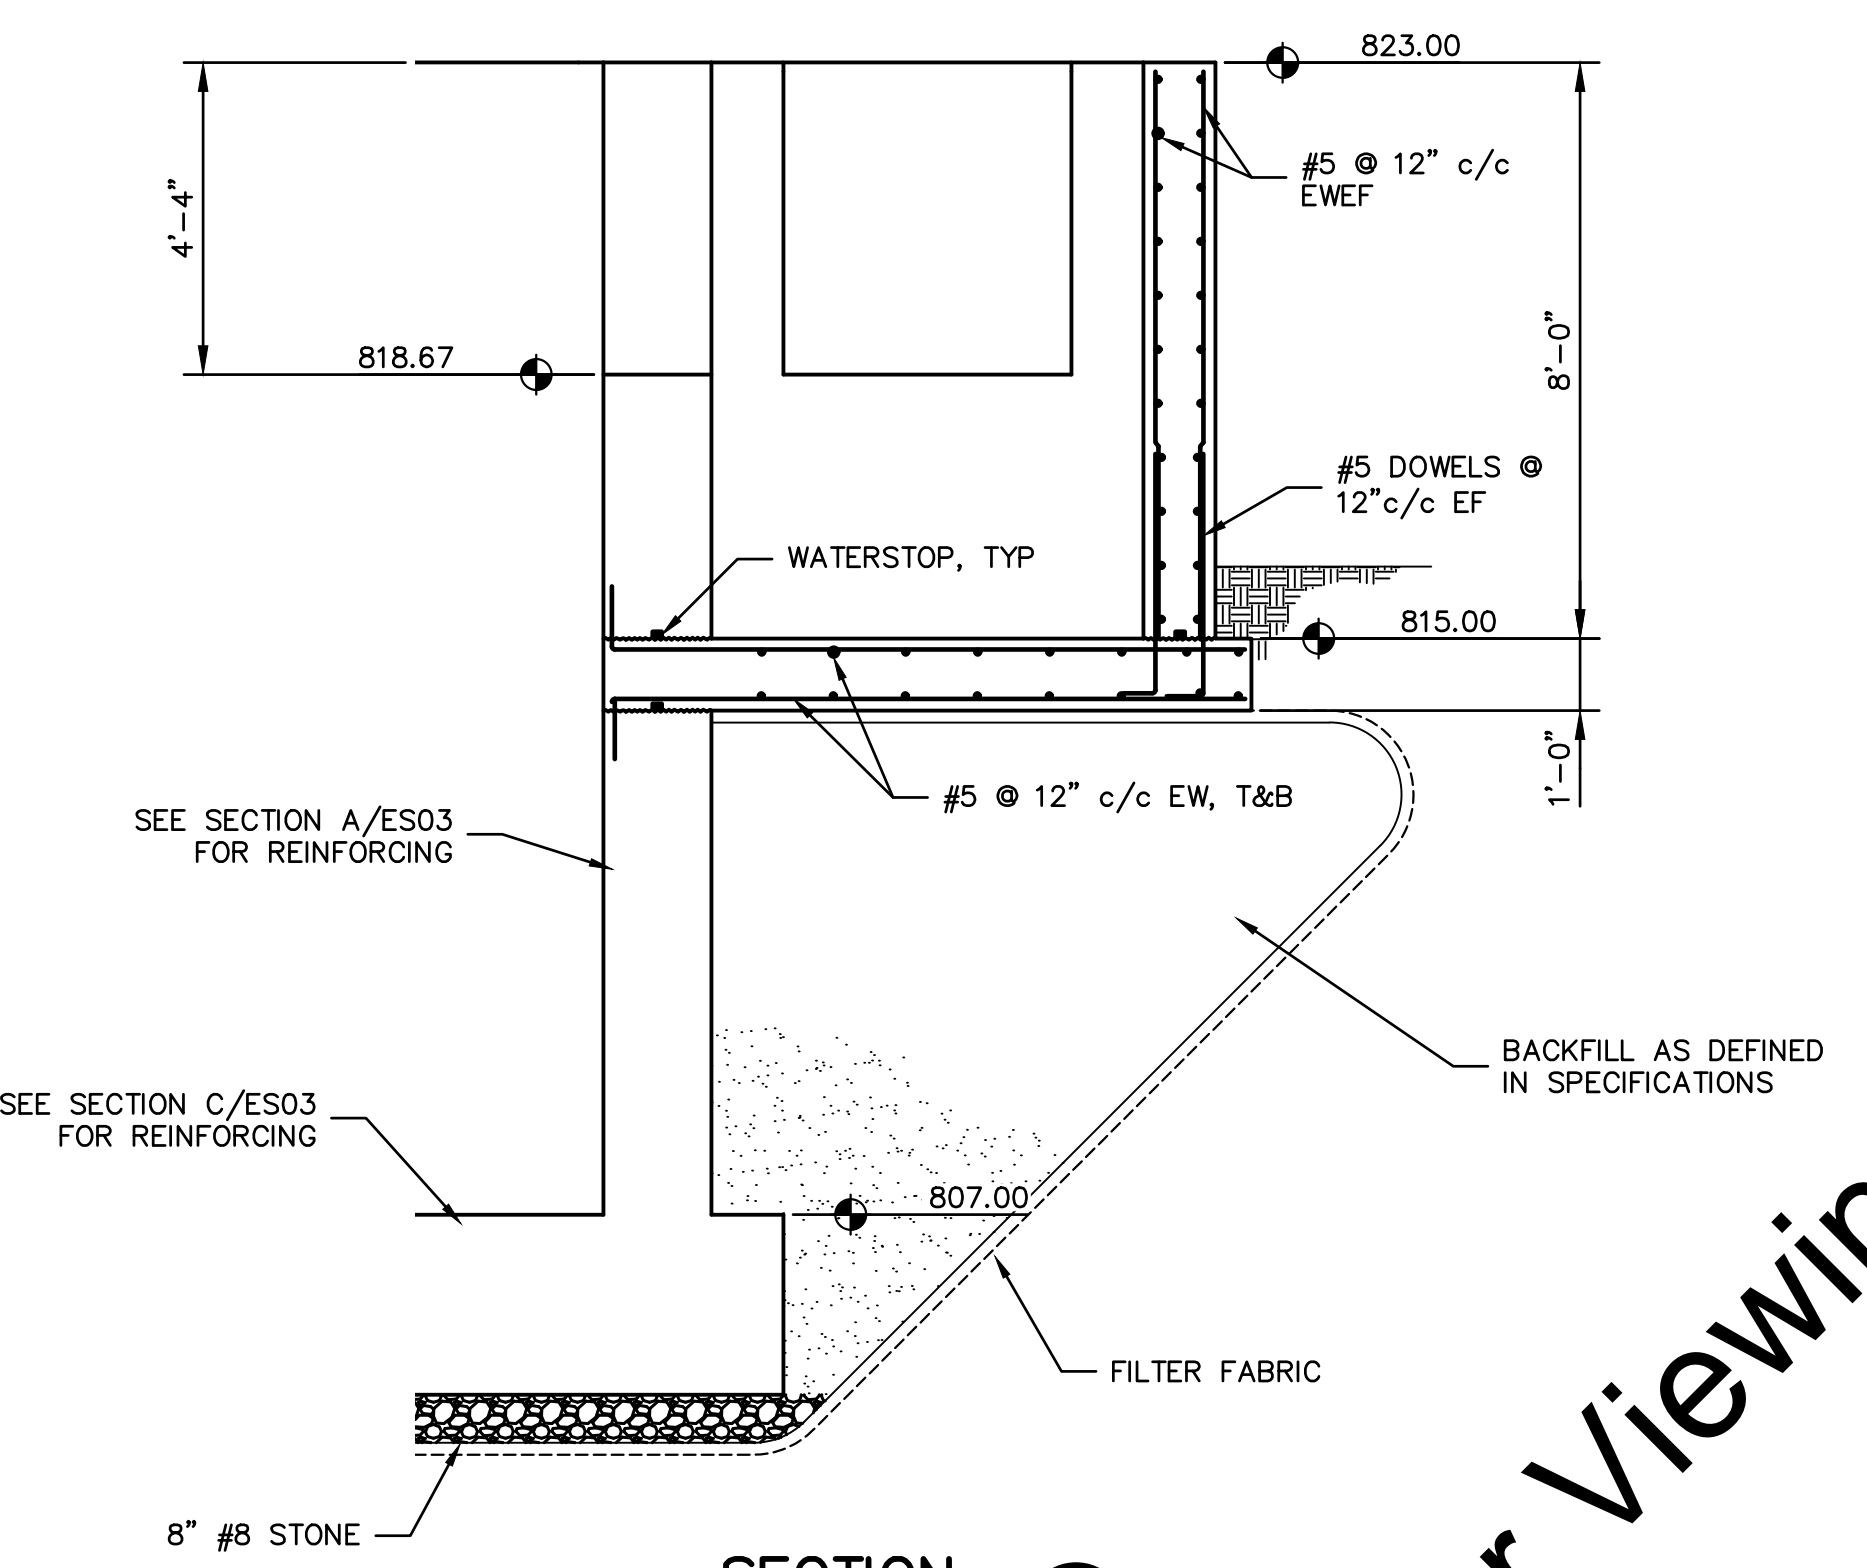 823.00
#5 @ 12" c/c
EWEF
4'-4"
818.67
8'-0"
#5 DOWELS @
12"c/c EF
WATERSTOP, TYP
815.00
1'-0"
#5 @ 12" c/c EW, T&B
SEE SECTION A/ES03
FOR REINFORCING
BACKFILL AS DEFINED
IN SPECIFICATIONS
SEE SECTION C/ES03
FOR REINFORCING
807.00
FILTER FABRIC
8" #8 STONE
SECTION